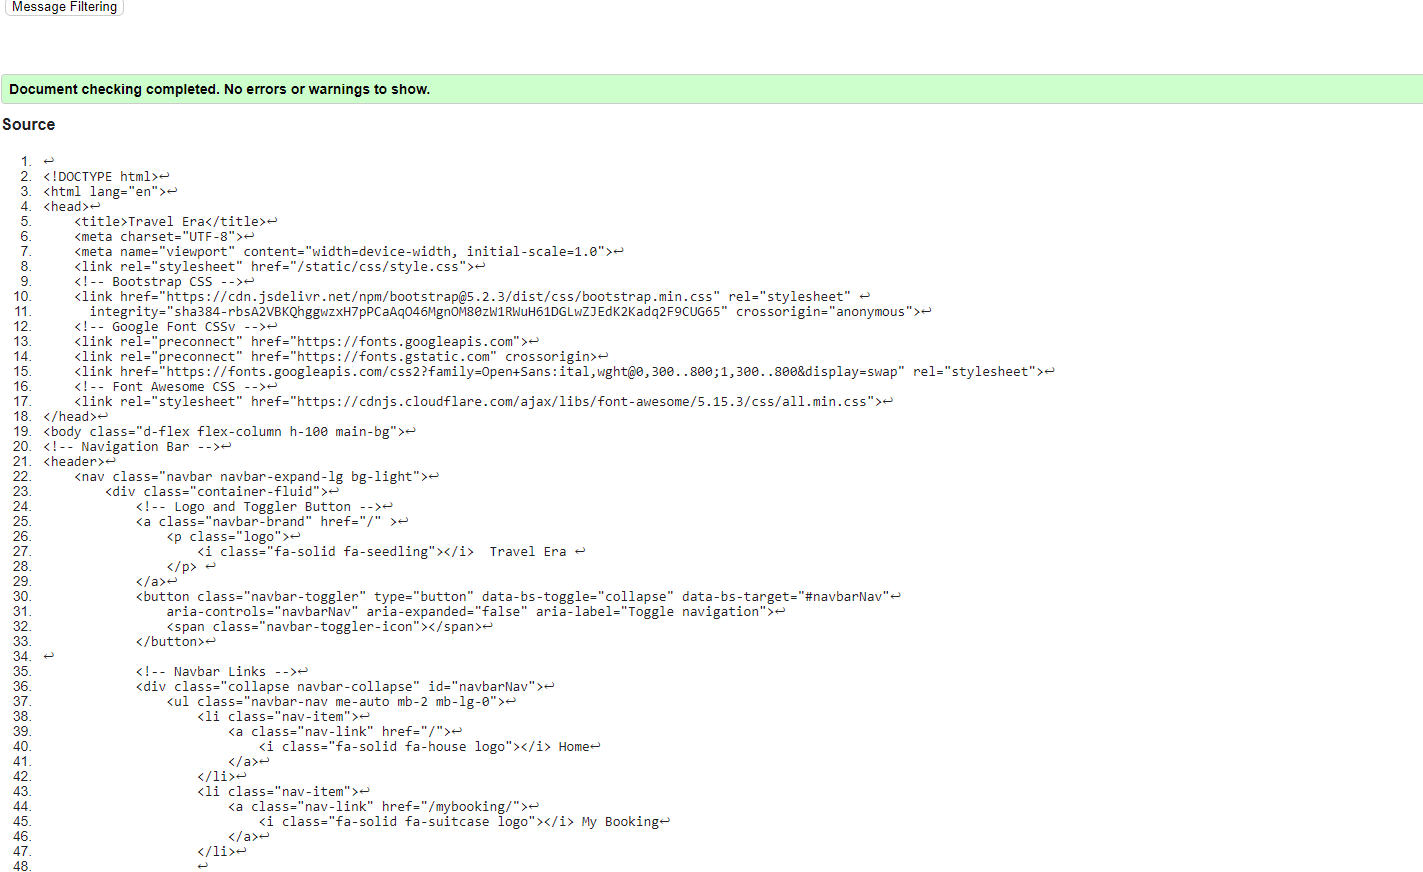 Message Filtering
Document checking completed. No errors or warnings to show.
Source
1. ↩
2. <!DOCTYPE html>↩
3. <html lang="en">↩
4. <head>↩
5.     <title>Travel Era</title>↩
6.     <meta charset="UTF-8">↩
7.     <meta name="viewport" content="width=device-width, initial-scale=1.0">↩
8.     <link rel="stylesheet" href="/static/css/style.css">↩
9.     <!-- Bootstrap CSS -->↩
10.     <link href="https://cdn.jsdelivr.net/npm/bootstrap@5.2.3/dist/css/bootstrap.min.css" rel="stylesheet" ↩
11.       integrity="sha384-rbsA2VBKQhggwzxH7pPCaAqO46MgnOM80zW1RWuH61DGLwZJEdK2Kadq2F9CUG65" crossorigin="anonymous">↩
12.     <!-- Google Font CSSv -->↩
13.     <link rel="preconnect" href="https://fonts.googleapis.com">↩
14.     <link rel="preconnect" href="https://fonts.gstatic.com" crossorigin>↩
15.     <link href="https://fonts.googleapis.com/css2?family=Open+Sans:ital,wght@0,300..800;1,300..800&display=swap" rel="stylesheet">↩
16.     <!-- Font Awesome CSS -->↩
17.     <link rel="stylesheet" href="https://cdnjs.cloudflare.com/ajax/libs/font-awesome/5.15.3/css/all.min.css">↩
18. </head>↩
19. <body class="d-flex flex-column h-100 main-bg">↩
20. <!-- Navigation Bar -->↩
21. <header>↩
22.     <nav class="navbar navbar-expand-lg bg-light">↩
23.         <div class="container-fluid">↩
24.             <!-- Logo and Toggler Button -->↩
25.             <a class="navbar-brand" href="/" >↩
26.                 <p class="logo">↩
27.                     <i class="fa-solid fa-seedling"></i>  Travel Era ↩
28.                 </p> ↩
29.             </a>↩
30.             <button class="navbar-toggler" type="button" data-bs-toggle="collapse" data-bs-target="#navbarNav"↩
31.                 aria-controls="navbarNav" aria-expanded="false" aria-label="Toggle navigation">↩
32.                 <span class="navbar-toggler-icon"></span>↩
33.             </button>↩
34. ↩
35.             <!-- Navbar Links -->↩
36.             <div class="collapse navbar-collapse" id="navbarNav">↩
37.                 <ul class="navbar-nav me-auto mb-2 mb-lg-0">↩
38.                     <li class="nav-item">↩
39.                         <a class="nav-link" href="/">↩
40.                             <i class="fa-solid fa-house logo"></i> Home↩
41.                         </a>↩
42.                     </li>↩
43.                     <li class="nav-item">↩
44.                         <a class="nav-link" href="/mybooking/">↩
45.                             <i class="fa-solid fa-suitcase logo"></i> My Booking↩
46.                         </a>↩
47.                     </li>↩
48.                     ↩